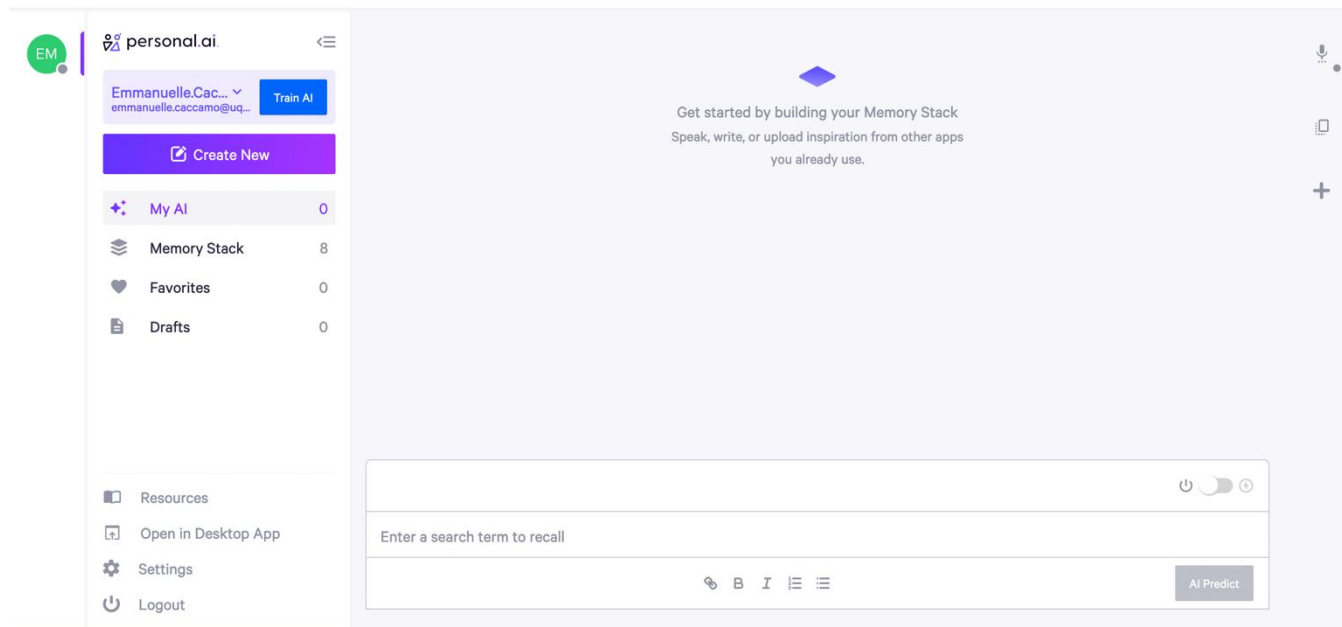 EM
personal.ai
Emmanuelle.Cac...
emmanuelle.caccamo@uq...
Train AI
Create New
My AI 0
Memory Stack 8
Favorites 0
Drafts 0
Resources
Open in Desktop App
Settings
Logout
Get started by building your Memory Stack
Speak, write, or upload inspiration from other apps
you already use.
Enter a search term to recall
B I
AI Predict